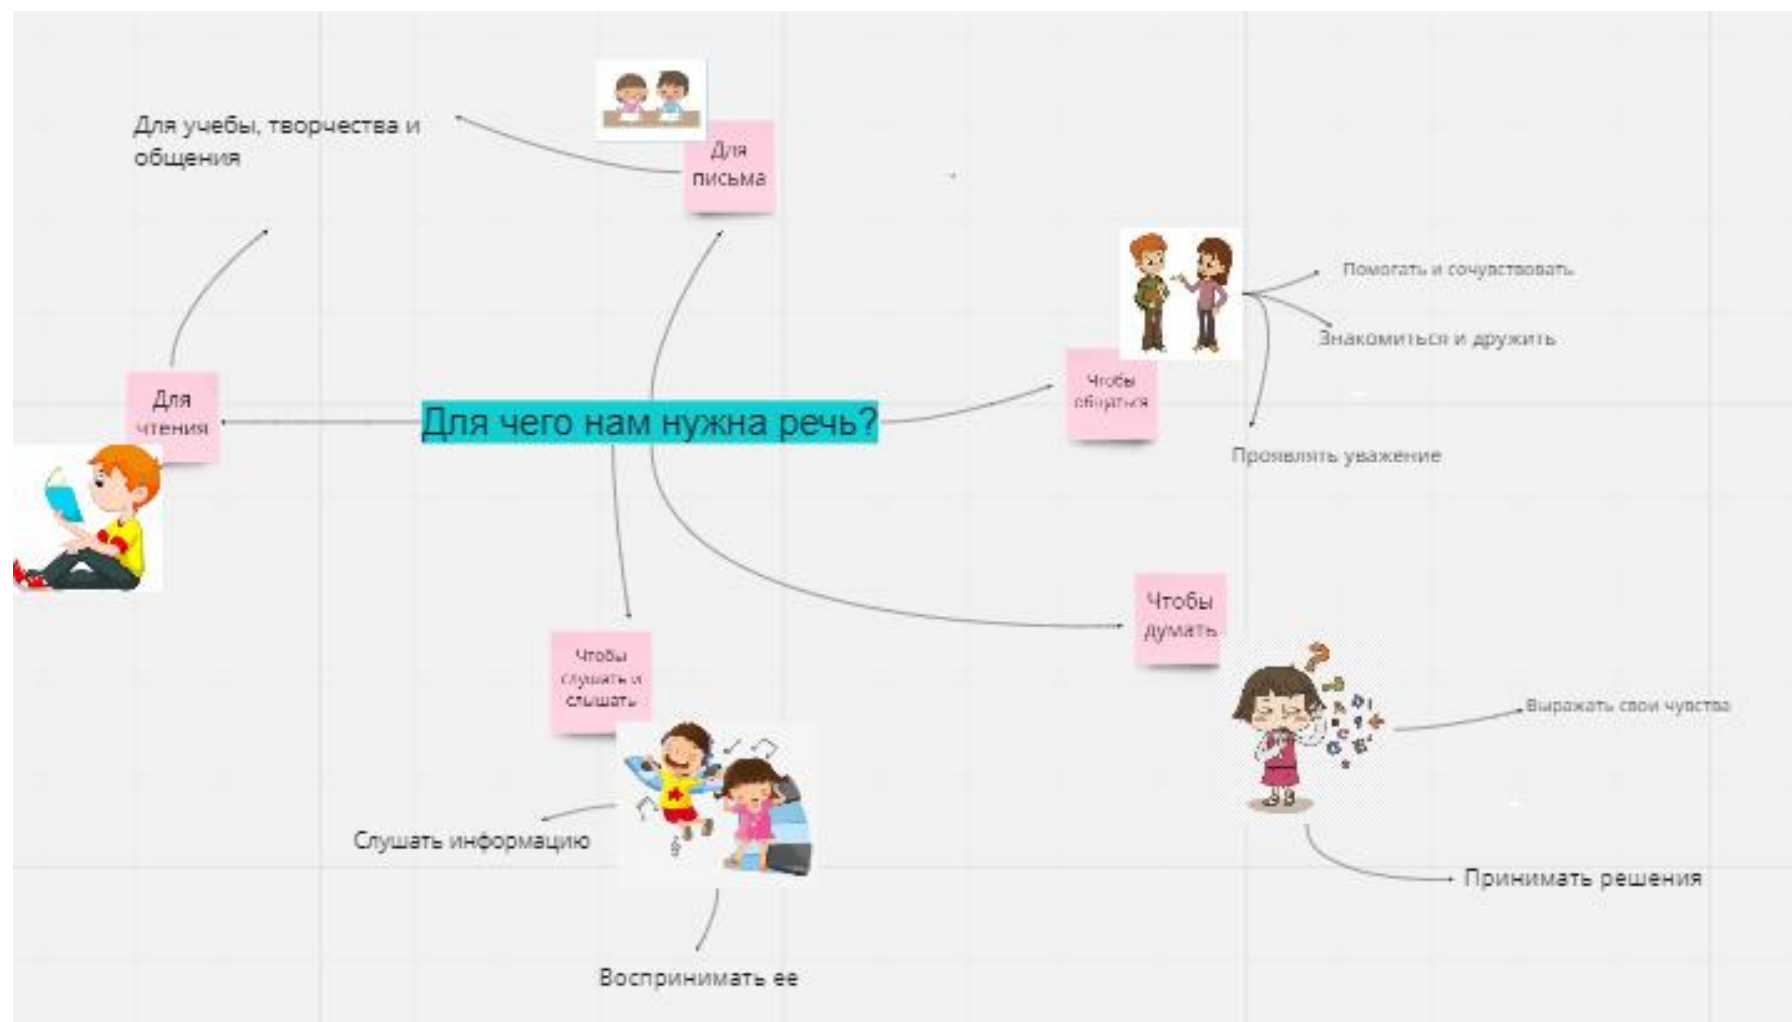 Для учебы, творчества и
общения
Для
письма
Помогать и сочувствовать
Знакомиться и дружить
Чтобы
общаться
Проявлять уважение
Для чего нам нужна речь?
Для
чтения
Чтобы
думать
Чтобы
слушать и
слышать
Выражать свои чувства
Слушать информацию
Принимать решения
Воспринимать ее